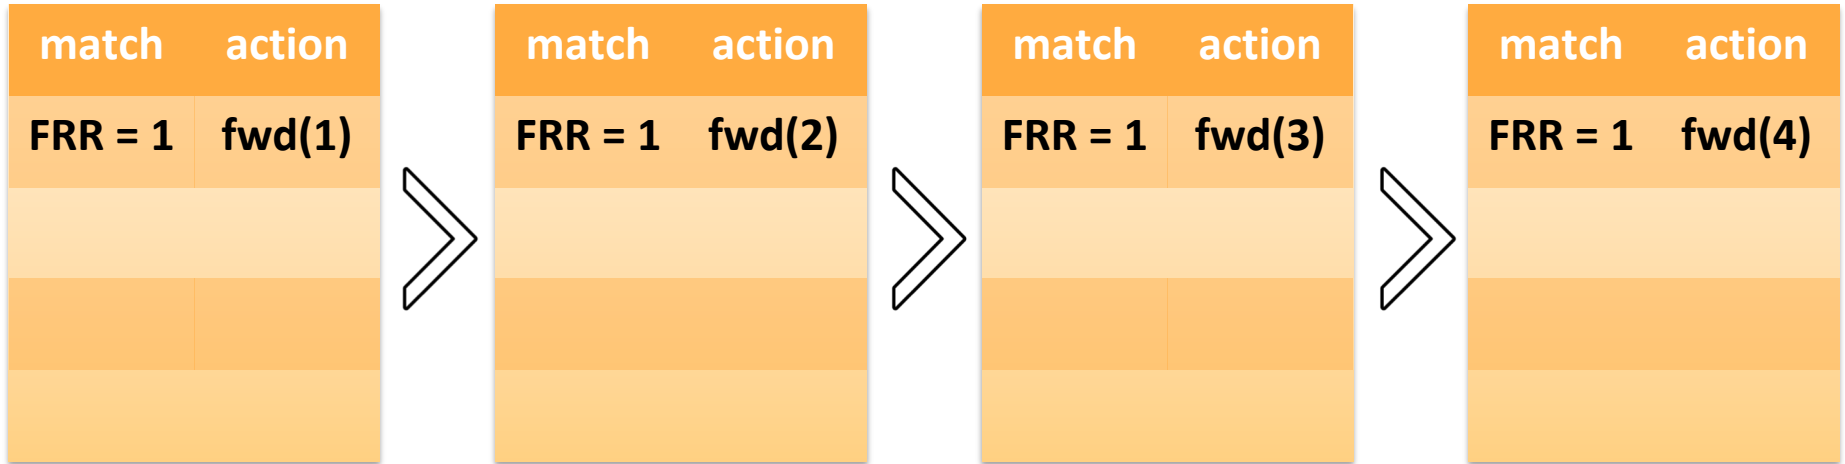 match action match action match action match action
FRR = 1 fwd(1) FRR = 1 fwd(2) FRR = 1 fwd(3) FRR = 1 fwd(4)